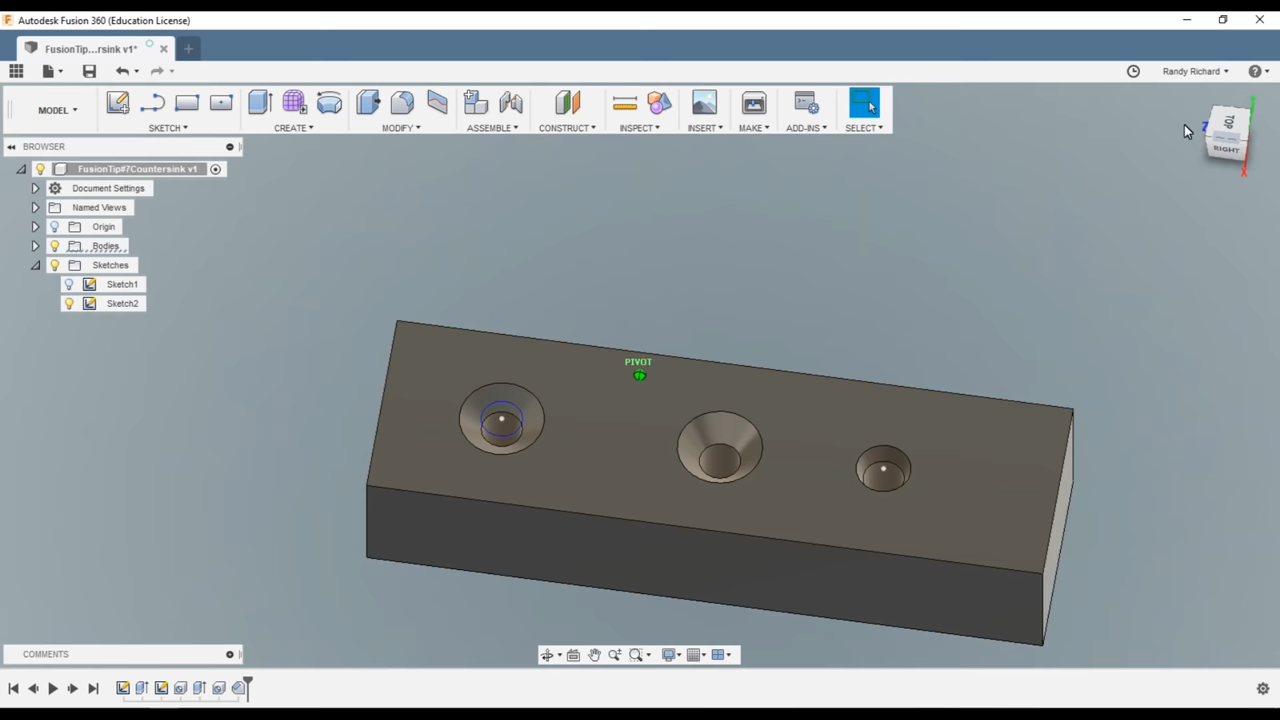 Autodesk Fusion 360 (Education License)
FusionTip...rsink v1*
Randy Richard
MODEL
SKETCH
CREATE
MODIFY
ASSEMBLE
CONSTRUCT
INSPECT
INSERT
MAKE
ADD-INS
SELECT
TOP
RIGHT
Z
X
BROWSER
FusionTip#7Countersink v1
Document Settings
Named Views
Origin
Bodies
Sketches
Sketch1
Sketch2
PIVOT
COMMENTS